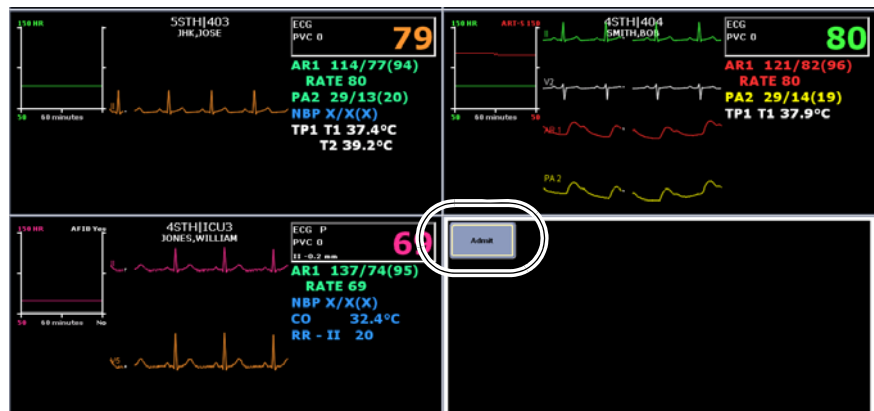 150 HR
5STH|403
JHK,JOSE
ECG
PVC 0
79
AR1 114/77(94)
RATE 80
PA2 29/13(20)
NBP X/X(X)
TP1 T1 37.4°C
T2 39.2°C
II
50 60 minutes
150 HR ART-S 150
4STH|404
SMITH,BOB
ECG
PVC 0
80
AR1 121/82(96)
RATE 80
PA2 29/14(19)
TP1 T1 37.9°C
II
V2
AR1
PA2
50 60 minutes 50
150 HR AFIB Yes
4STH|ICU3
JONES,WILLIAM
ECG P
PVC 0
II -0.2 mm
69
AR1 137/74(95)
RATE 69
NBP X/X(X)
CO 32.4°C
RR - II 20
V5
50 60 minutes No
Admit